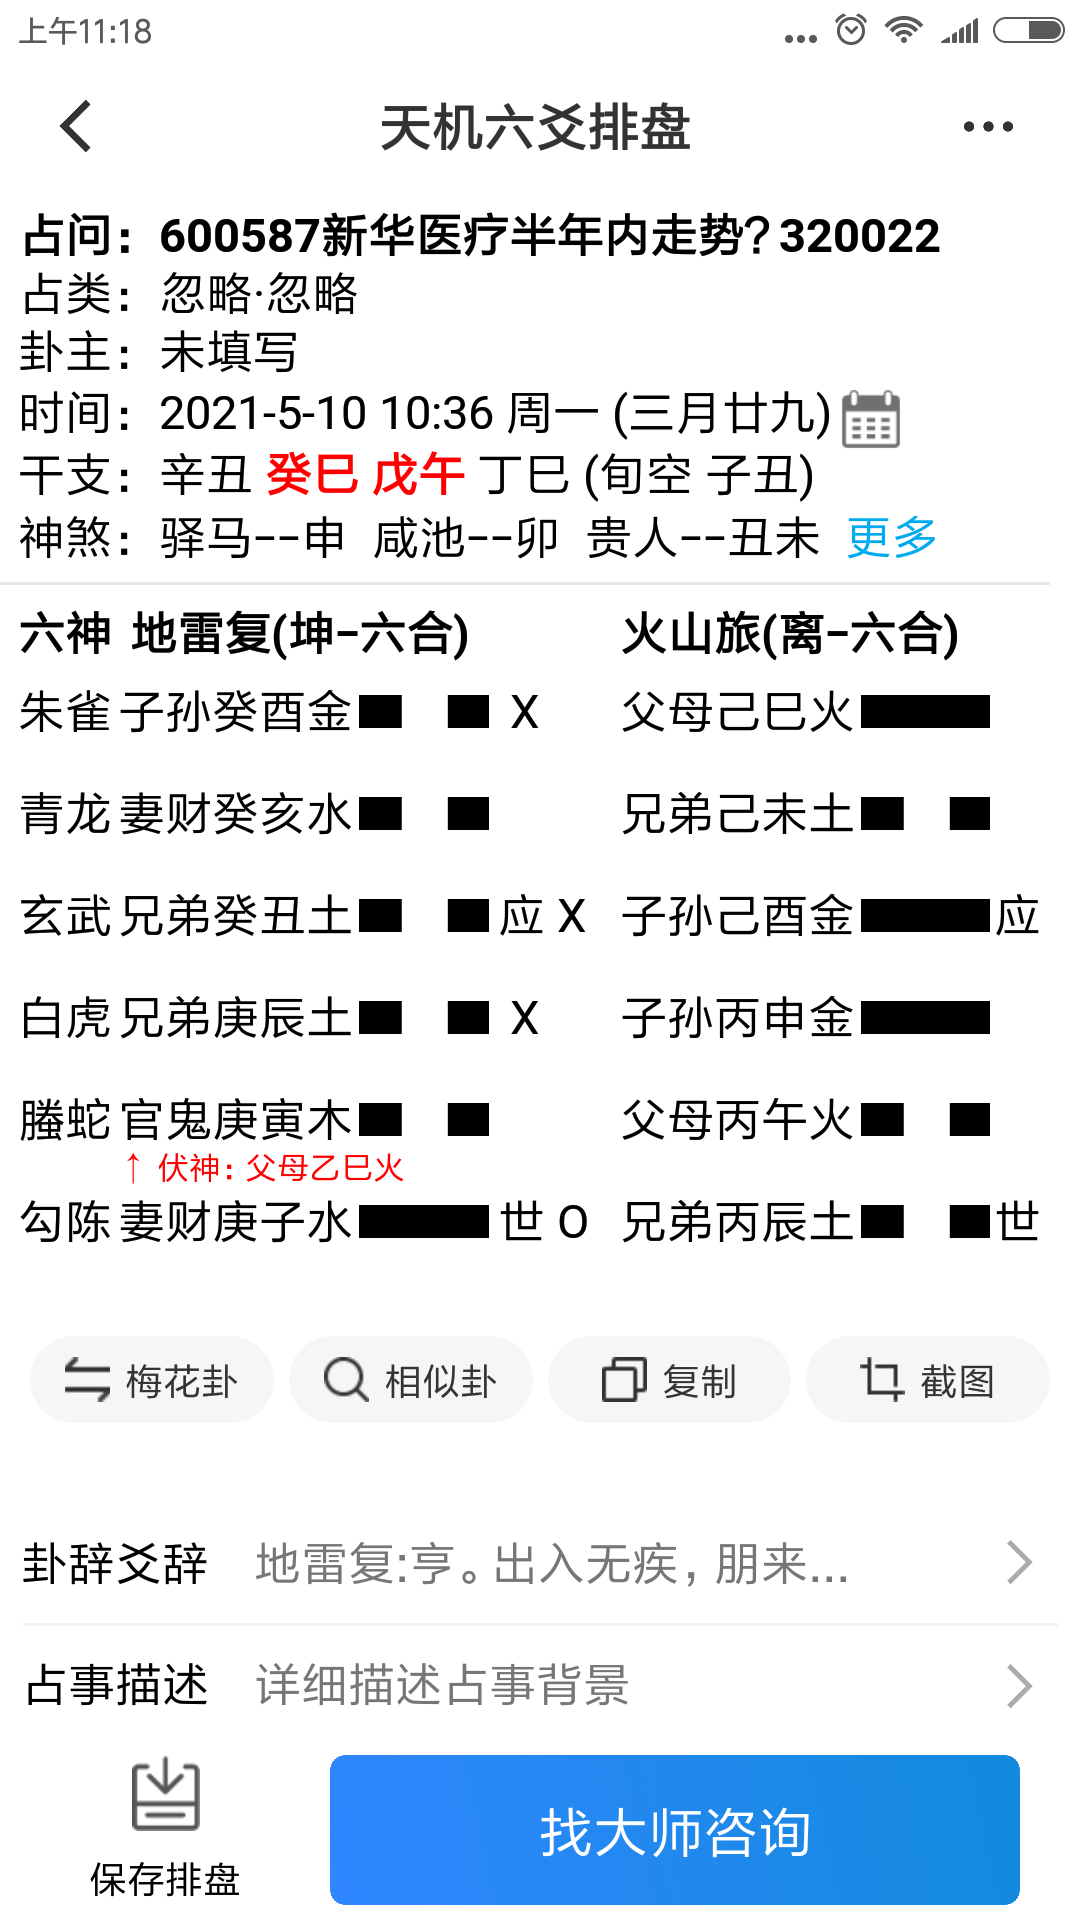 上午11:18
天机六爻排盘
占问：600587新华医疗半年内走势？320022
占类：忽略·忽略
卦主：未填写
时间：2021-5-10 10:36 周一 (三月廿九)
干支：辛丑 癸巳 戊午 丁巳 (旬空 子丑)
神煞：驿马--申 咸池--卯 贵人--丑未 更多
六神 地雷复(坤-六合) 火山旅(离-六合)
朱雀 子孙癸酉金 X 父母己巳火
青龙 妻财癸亥水 兄弟己未土
玄武 兄弟癸丑土 应 X 子孙己酉金 应
白虎 兄弟庚辰土 X 子孙丙申金
螣蛇 官鬼庚寅木 父母丙午火
↑ 伏神：父母乙巳火
勾陈 妻财庚子水 世 O 兄弟丙辰土 世
梅花卦 相似卦 复制 截图
卦辞爻辞 地雷复:亨。出入无疾，朋来...
占事描述 详细描述占事背景
保存排盘 找大师咨询